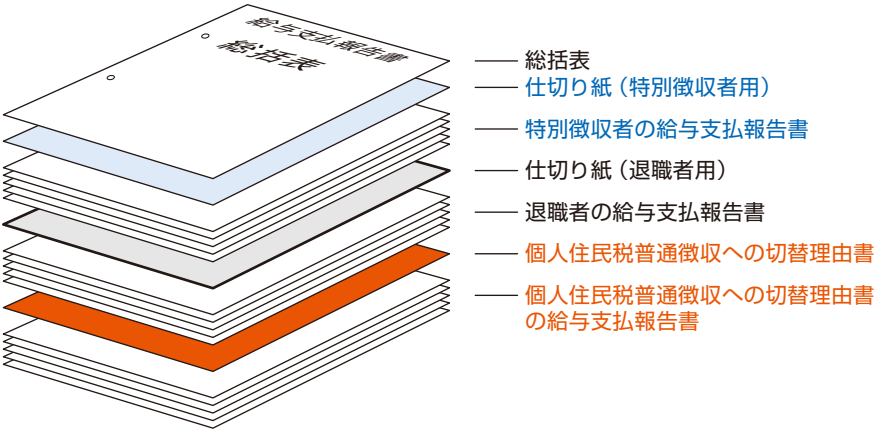 給与支払報告書
総括表
総括表
仕切り紙（特別徴収者用）
特別徴収者の給与支払報告書
仕切り紙（退職者用）
退職者の給与支払報告書
個人住民税普通徴収への切替理由書
個人住民税普通徴収への切替理由書
の給与支払報告書